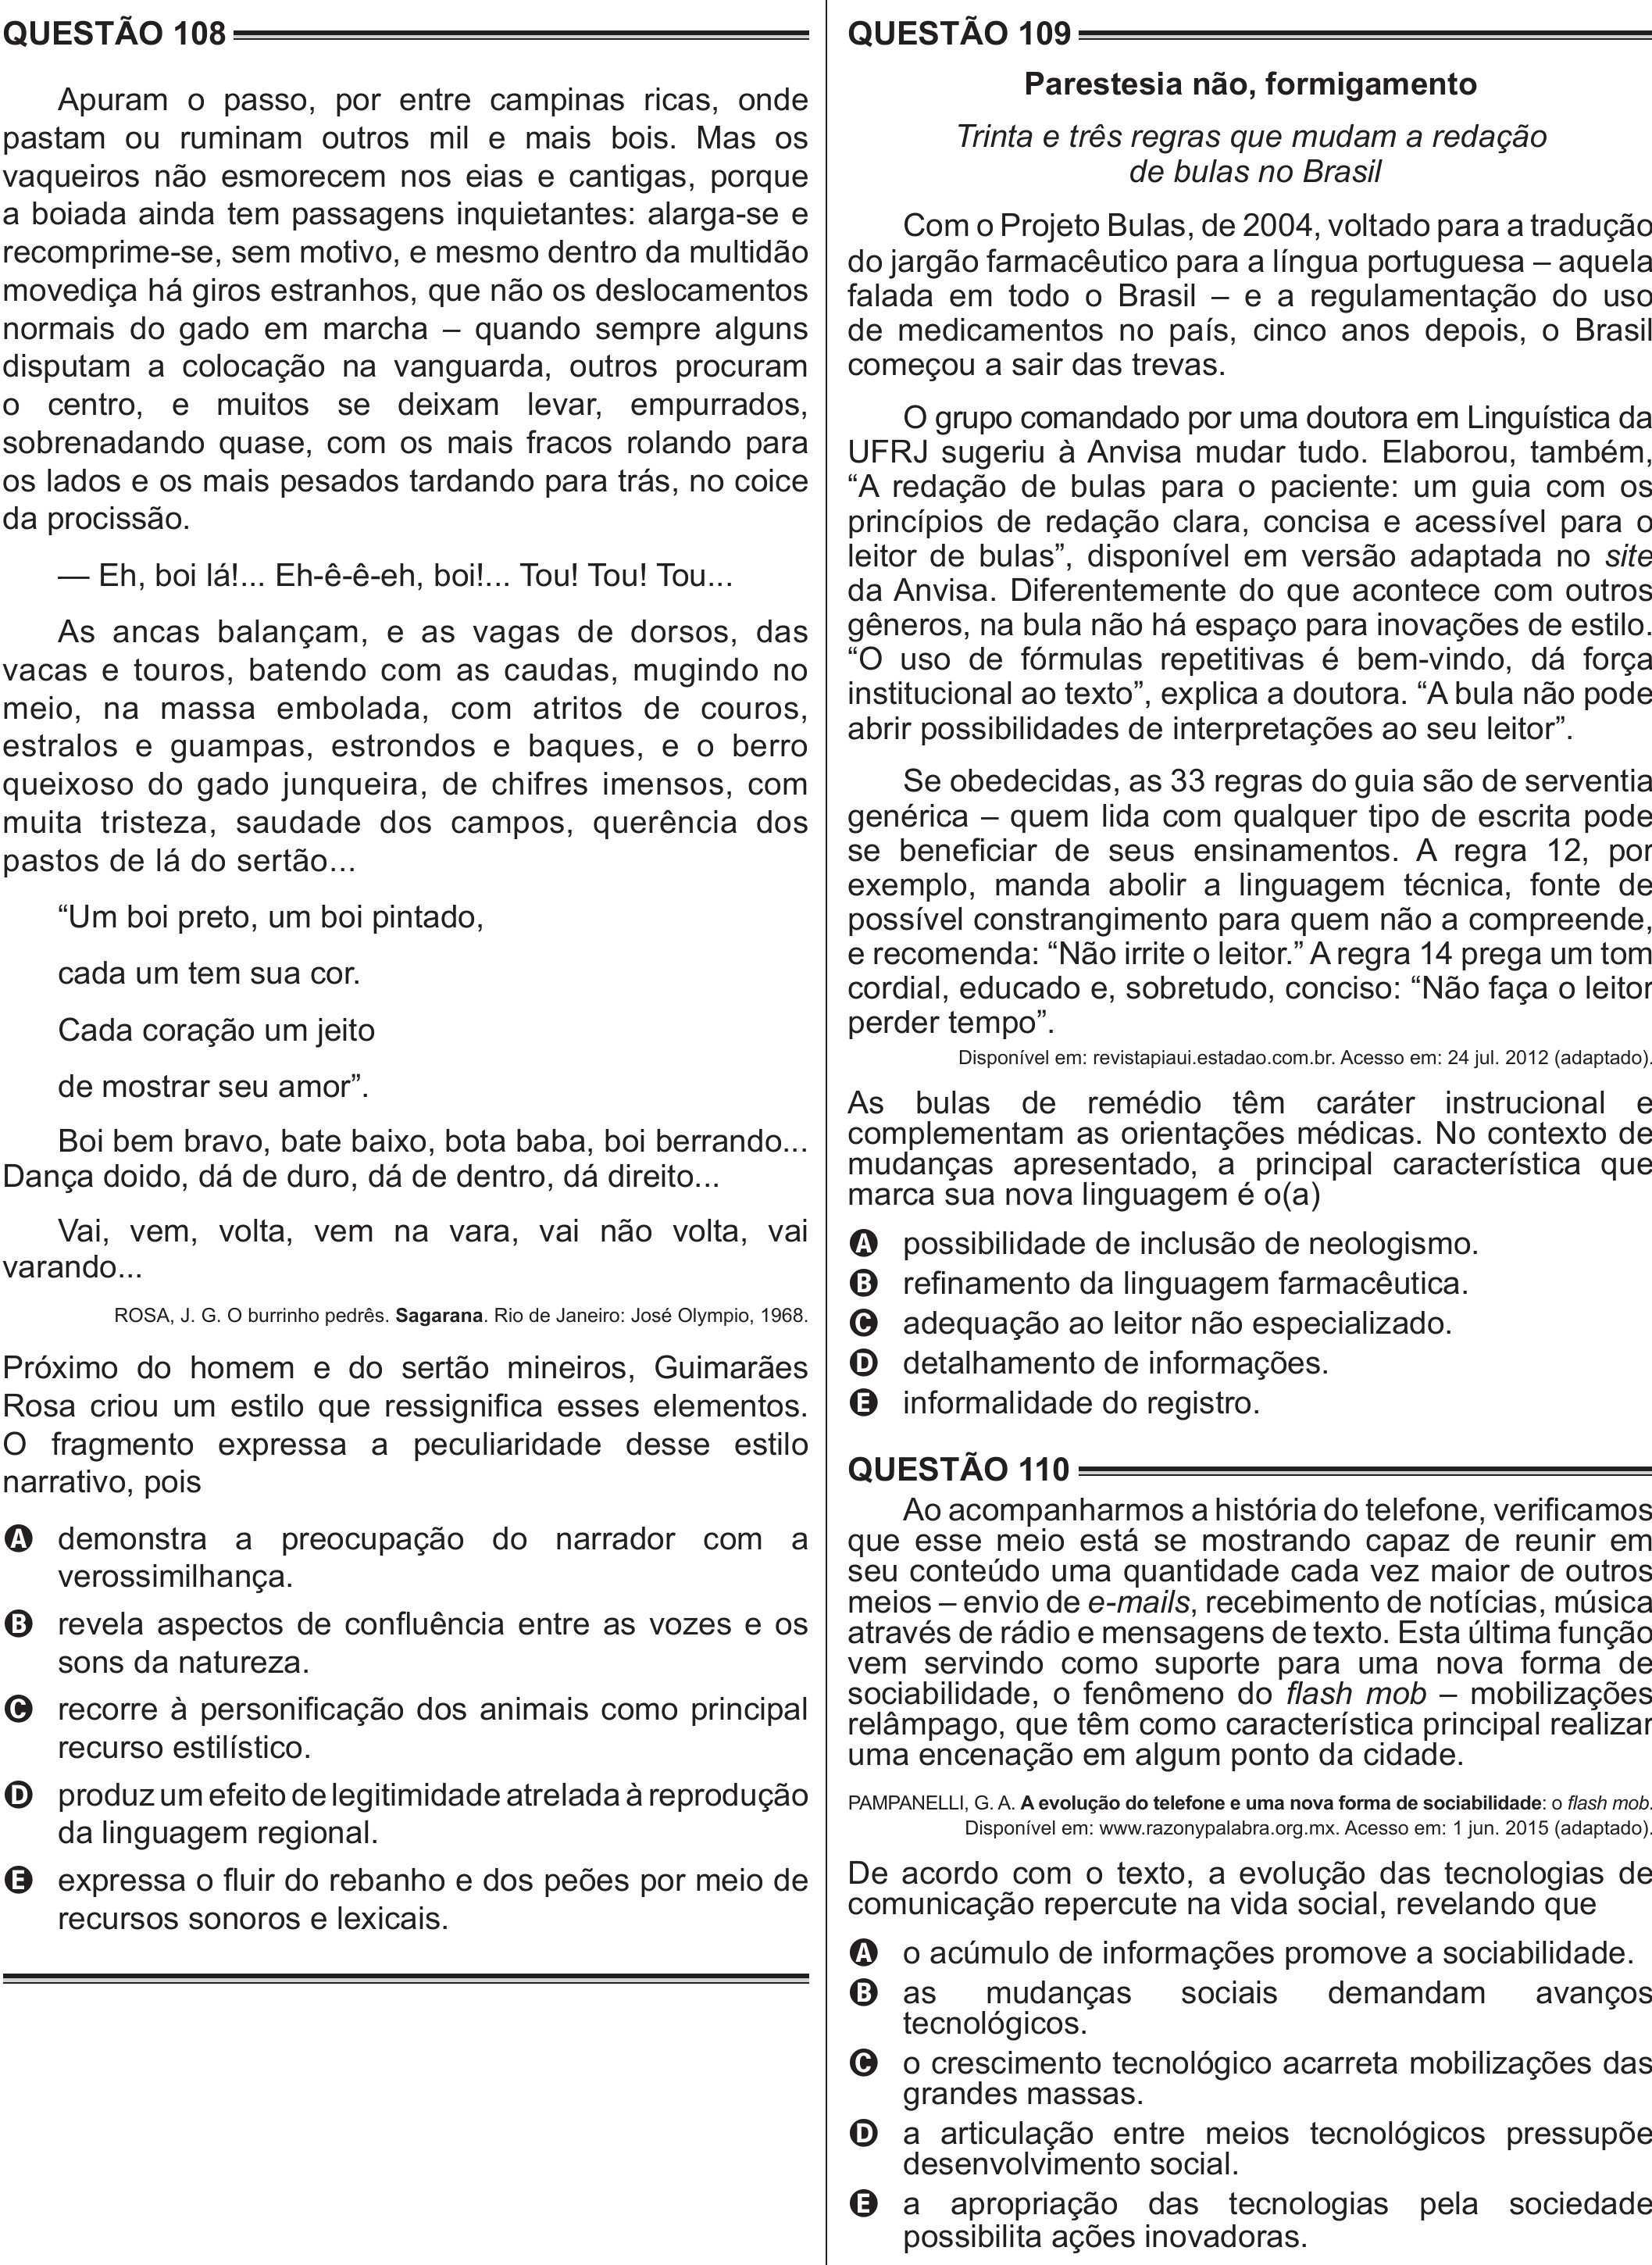 QUESTÃO 108
Apuram o passo, por entre campinas ricas, onde
pastam ou ruminam outros mil e mais bois. Mas os
vaqueiros não esmorecem nos eias e cantigas, porque
a boiada ainda tem passagens inquietantes: alarga-se e
recomprime-se, sem motivo, e mesmo dentro da multidão
movediça há giros estranhos, que não os deslocamentos
normais do gado em marcha – quando sempre alguns
disputam a colocação na vanguarda, outros procuram
o centro, e muitos se deixam levar, empurrados,
sobrenadando quase, com os mais fracos rolando para
os lados e os mais pesados tardando para trás, no coice
da procissão.
— Eh, boi lá!... Eh-ê-ê-eh, boi!... Tou! Tou! Tou...
As ancas balançam, e as vagas de dorsos, das
vacas e touros, batendo com as caudas, mugindo no
meio, na massa embolada, com atritos de couros,
estralos e guampas, estrondos e baques, e o berro
queixoso do gado junqueira, de chifres imensos, com
muita tristeza, saudade dos campos, querência dos
pastos de lá do sertão...
“Um boi preto, um boi pintado,
cada um tem sua cor.
Cada coração um jeito
de mostrar seu amor”.
Boi bem bravo, bate baixo, bota baba, boi berrando...
Dança doido, dá de duro, dá de dentro, dá direito...
Vai, vem, volta, vem na vara, vai não volta, vai
varando...
ROSA, J. G. O burrinho pedrês. Sagarana. Rio de Janeiro: José Olympio, 1968.
Próximo do homem e do sertão mineiros, Guimarães
Rosa criou um estilo que ressignifica esses elementos.
O fragmento expressa a peculiaridade desse estilo
narrativo, pois
A demonstra a preocupação do narrador com a
verossimilhança.
B revela aspectos de confluência entre as vozes e os
sons da natureza.
C recorre à personificação dos animais como principal
recurso estilístico.
D produz um efeito de legitimidade atrelada à reprodução
da linguagem regional.
E expressa o fluir do rebanho e dos peões por meio de
recursos sonoros e lexicais.
QUESTÃO 109
Parestesia não, formigamento
Trinta e três regras que mudam a redação
de bulas no Brasil
Com o Projeto Bulas, de 2004, voltado para a tradução
do jargão farmacêutico para a língua portuguesa – aquela
falada em todo o Brasil – e a regulamentação do uso
de medicamentos no país, cinco anos depois, o Brasil
começou a sair das trevas.
O grupo comandado por uma doutora em Linguística da
UFRJ sugeriu à Anvisa mudar tudo. Elaborou, também,
“A redação de bulas para o paciente: um guia com os
princípios de redação clara, concisa e acessível para o
leitor de bulas”, disponível em versão adaptada no site
da Anvisa. Diferentemente do que acontece com outros
gêneros, na bula não há espaço para inovações de estilo.
“O uso de fórmulas repetitivas é bem-vindo, dá força
institucional ao texto”, explica a doutora. “A bula não pode
abrir possibilidades de interpretações ao seu leitor”.
Se obedecidas, as 33 regras do guia são de serventia
genérica – quem lida com qualquer tipo de escrita pode
se beneficiar de seus ensinamentos. A regra 12, por
exemplo, manda abolir a linguagem técnica, fonte de
possível constrangimento para quem não a compreende,
e recomenda: “Não irrite o leitor.” A regra 14 prega um tom
cordial, educado e, sobretudo, conciso: “Não faça o leitor
perder tempo”.
Disponível em: revistapiaui.estadao.com.br. Acesso em: 24 jul. 2012 (adaptado).
As bulas de remédio têm caráter instrucional e
complementam as orientações médicas. No contexto de
mudanças apresentado, a principal característica que
marca sua nova linguagem é o(a)
A possibilidade de inclusão de neologismo.
B refinamento da linguagem farmacêutica.
C adequação ao leitor não especializado.
D detalhamento de informações.
E informalidade do registro.
QUESTÃO 110
Ao acompanharmos a história do telefone, verificamos
que esse meio está se mostrando capaz de reunir em
seu conteúdo uma quantidade cada vez maior de outros
meios – envio de e-mails, recebimento de notícias, música
através de rádio e mensagens de texto. Esta última função
vem servindo como suporte para uma nova forma de
sociabilidade, o fenômeno do flash mob – mobilizações
relâmpago, que têm como característica principal realizar
uma encenação em algum ponto da cidade.
PAMPANELLI, G. A. A evolução do telefone e uma nova forma de sociabilidade: o flash mob.
Disponível em: www.razonypalabra.org.mx. Acesso em: 1 jun. 2015 (adaptado).
De acordo com o texto, a evolução das tecnologias de
comunicação repercute na vida social, revelando que
A o acúmulo de informações promove a sociabilidade.
B as mudanças sociais demandam avanços
tecnológicos.
C o crescimento tecnológico acarreta mobilizações das
grandes massas.
D a articulação entre meios tecnológicos pressupõe
desenvolvimento social.
E a apropriação das tecnologias pela sociedade
possibilita ações inovadoras.